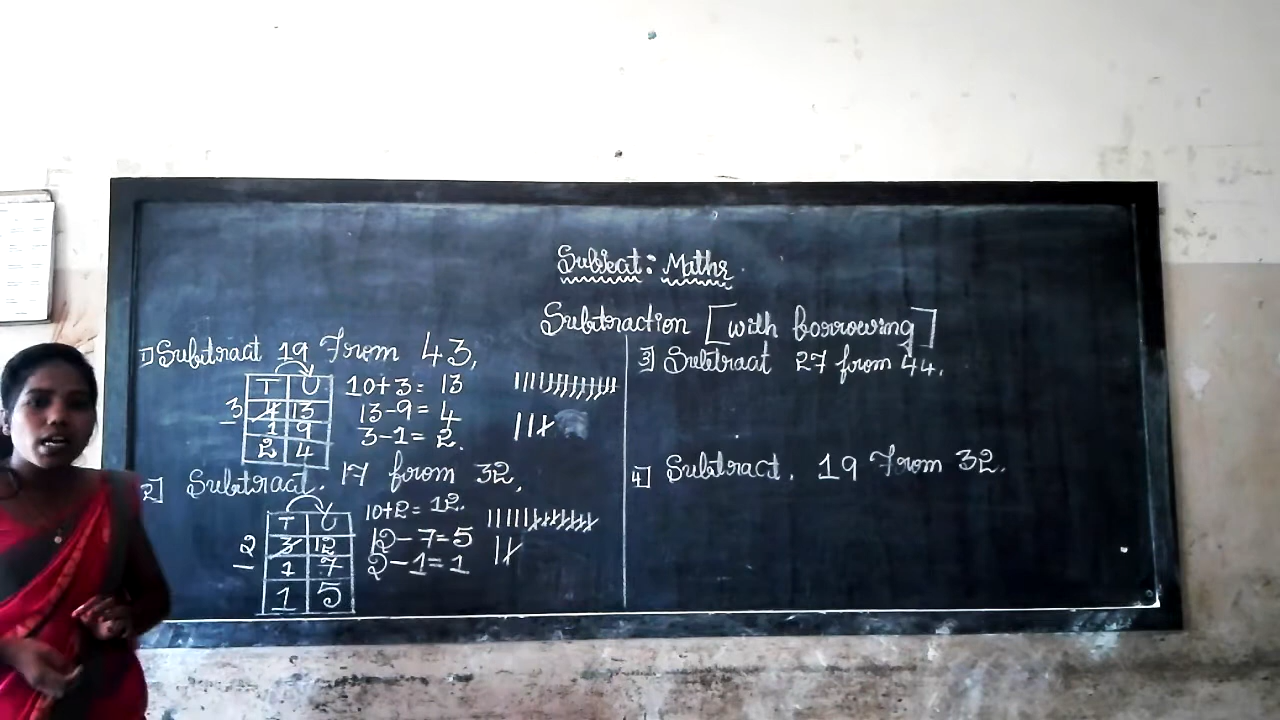 Subject: Maths.
Subtraction [with borrowing]
1) Subtract 19 from 43,
T U
3 4 13
- 1 9
2 4
10+3= 13
13-9= 4
3-1= 2.
2] Subtract. 17 from 32,
T U
2 3 12
- 1 7
1 5
10+2= 12.
12-7=5
2-1=1
3] Subtract 27 from 44.
4] Subtract. 19 from 32.